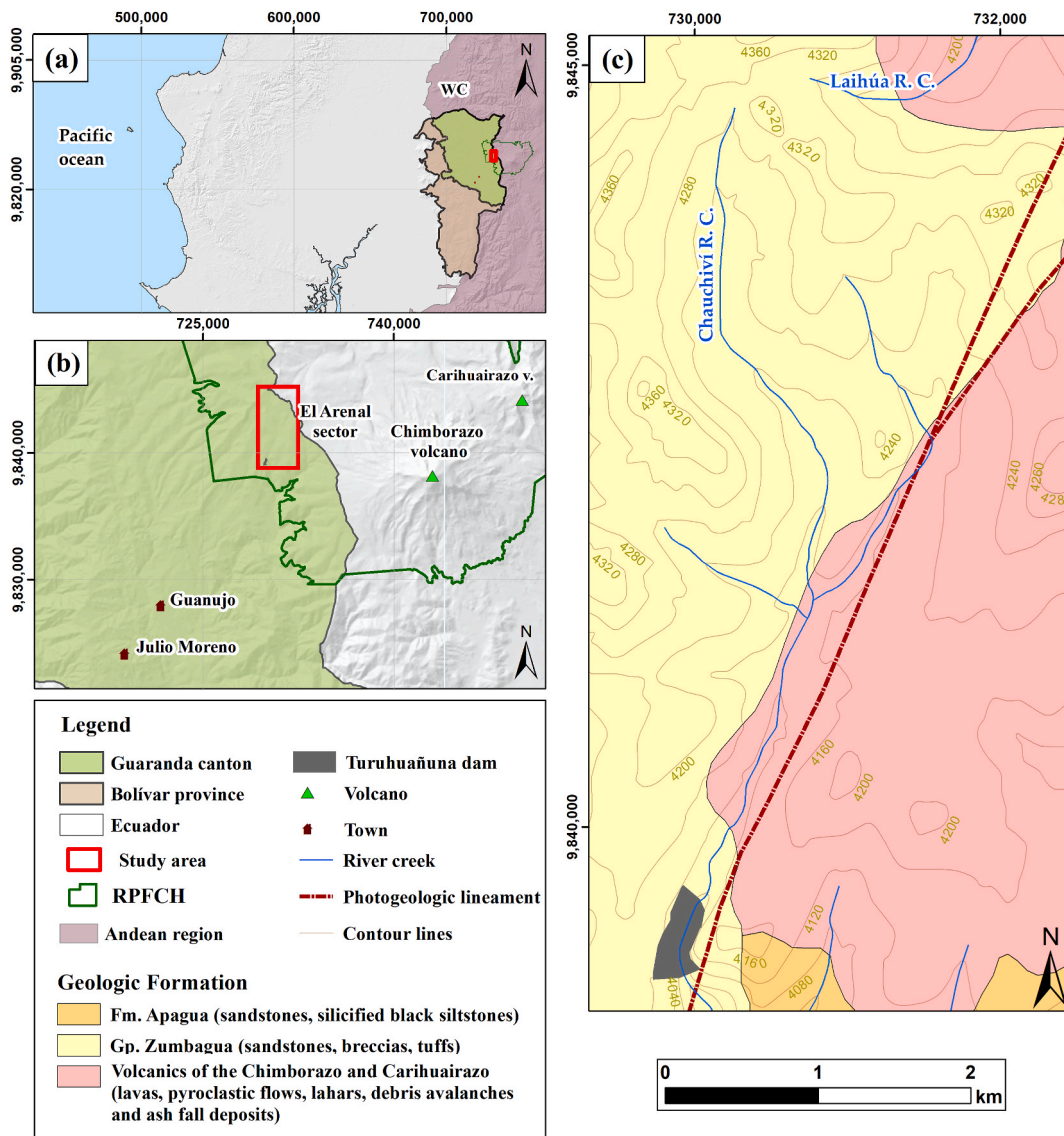 500,000
600,000
700,000
9,905,000
9,820,000
(a)
N
WC
Pacific
ocean
725,000
740,000
9,840,000
9,830,000
(b)
Carihuairazo v.
El Arenal
sector
Chimborazo
volcano
Guanujo
Julio Moreno
N
730,000
732,000
9,845,000
9,840,000
(c)
4360
4320
4200
Laihúa R. C.
4320
4320
4360
4280
4320
4320
Chauchiví R. C.
4360
4320
4240
4240
4260
4280
4280
4320
4200
4160
4200
4200
4120
4160
4080
4040
N
Legend
Guaranda canton
Bolívar province
Ecuador
Study area
RPFCH
Andean region
Turuhuañuna dam
Volcano
Town
River creek
Photogeologic lineament
Contour lines
Geologic Formation
Fm. Apagua (sandstones, silicified black siltstones)
Gp. Zumbagua (sandstones, breccias, tuffs)
Volcanics of the Chimborazo and Carihuairazo
(lavas, pyroclastic flows, lahars, debris avalanches
and ash fall deposits)
0 1 2
km